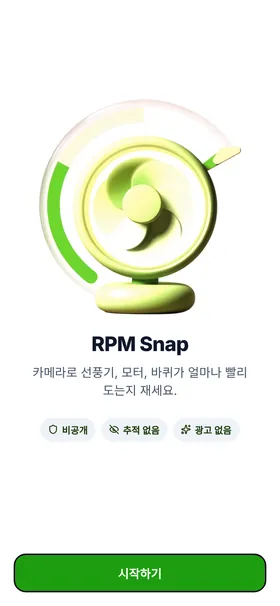 RPM Snap
카메라로 선풍기, 모터, 바퀴가 얼마나 빨리
도는지 재세요.
비공개 추적 없음 광고 없음
시작하기